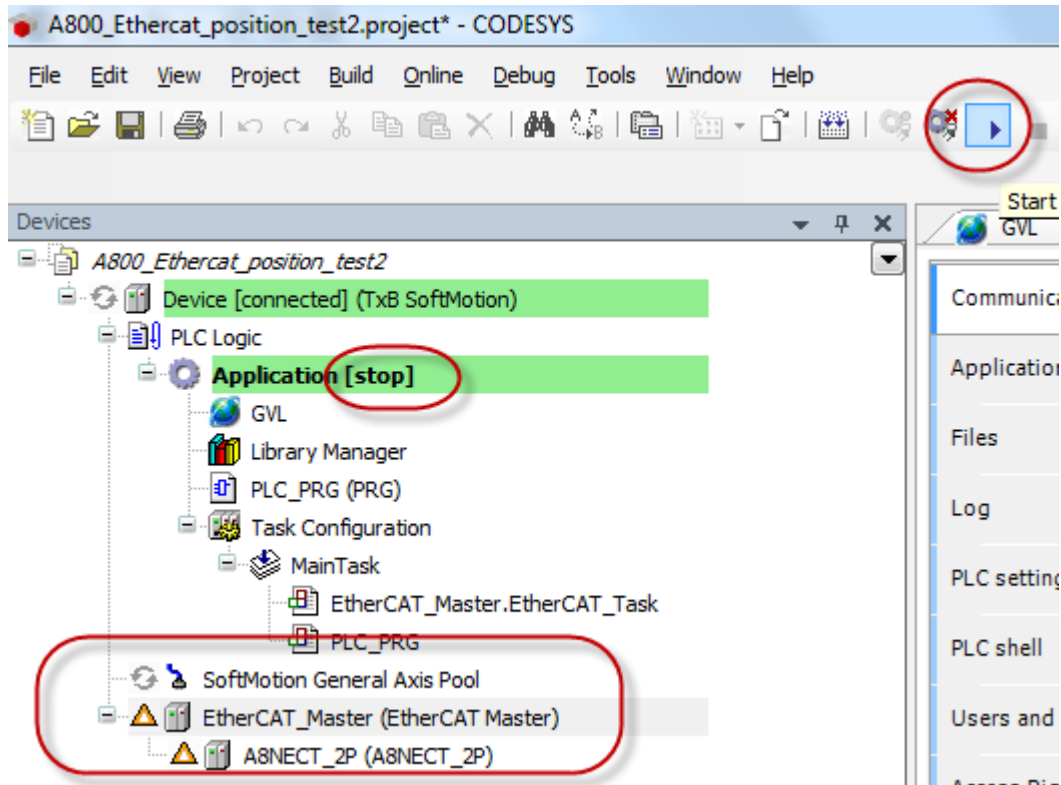 A800_Ethercat_position_test2.project* - CODESYS
File Edit View Project Build Online Debug Tools Window Help
Start
Devices
GVL
A800_Ethercat_position_test2
Device [connected] (TxB SoftMotion)
Communica
PLC Logic
Application [stop]
Application
GVL
Library Manager
Files
PLC_PRG (PRG)
Log
Task Configuration
MainTask
PLC setting
EtherCAT_Master.EtherCAT_Task
PLC_PRG
PLC shell
SoftMotion General Axis Pool
EtherCAT_Master (EtherCAT Master)
Users and
A8NECT_2P (A8NECT_2P)